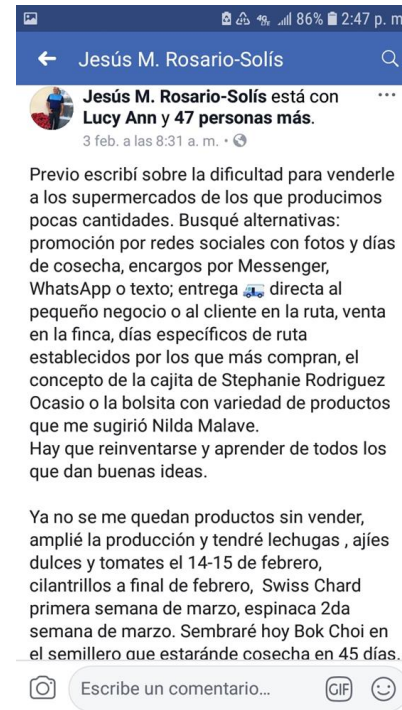 86% 2:47 p. m
Jesús M. Rosario-Solís
Jesús M. Rosario-Solís está con
Lucy Ann y 47 personas más.
3 feb. a las 8:31 a. m. •
Previo escribí sobre la dificultad para venderle
a los supermercados de los que producimos
pocas cantidades. Busqué alternativas:
promoción por redes sociales con fotos y días
de cosecha, encargos por Messenger,
WhatsApp o texto; entrega 🚐 directa al
pequeño negocio o al cliente en la ruta, venta
en la finca, días específicos de ruta
establecidos por los que más compran, el
concepto de la cajita de Stephanie Rodriguez
Ocasio o la bolsita con variedad de productos
que me sugirió Nilda Malave.
Hay que reinventarse y aprender de todos los
que dan buenas ideas.
Ya no se me quedan productos sin vender,
amplié la producción y tendré lechugas , ajíes
dulces y tomates el 14-15 de febrero,
cilantrillos a final de febrero, Swiss Chard
primera semana de marzo, espinaca 2da
semana de marzo. Sembraré hoy Bok Choi en
el semillero que estaránde cosecha en 45 días.
Escribe un comentario...
GIF